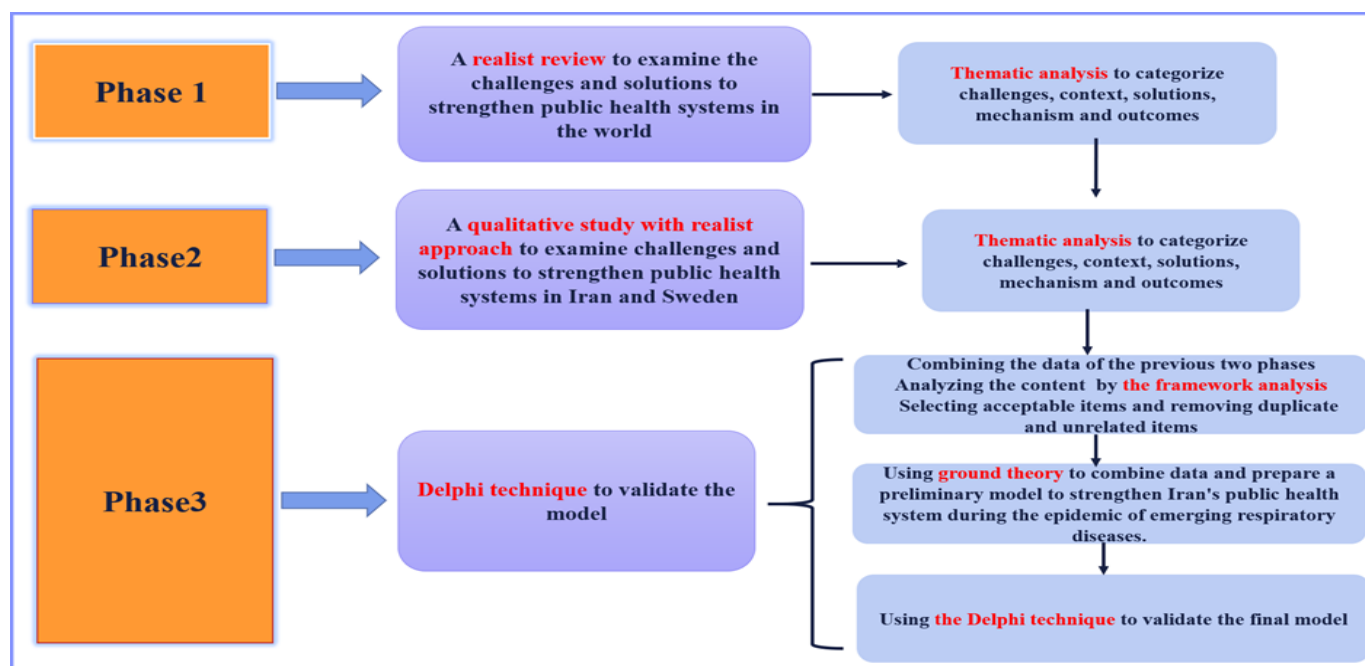 Phase 1
A realist review to examine the
challenges and solutions to
strengthen public health systems in
the world
Thematic analysis to categorize
challenges, context, solutions,
mechanism and outcomes
Phase2
A qualitative study with realist
approach to examine challenges and
solutions to strengthen public health
systems in Iran and Sweden
Thematic analysis to categorize
challenges, context, solutions,
mechanism and outcomes
Phase3
Delphi technique to validate the
model
Combining the data of the previous two phases
Analyzing the content by the framework analysis
Selecting acceptable items and removing duplicate
and unrelated items
Using ground theory to combine data and prepare a
preliminary model to strengthen Iran's public health
system during the epidemic of emerging respiratory
diseases.
Using the Delphi technique to validate the final model